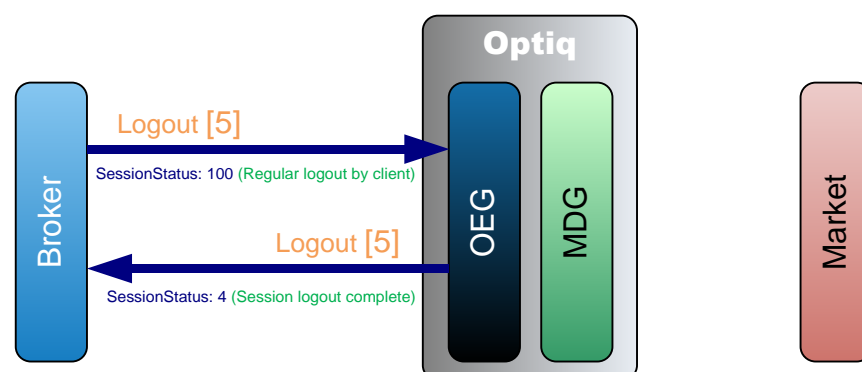 Optiq
Logout [5]
SessionStatus: 100 (Regular logout by client)
Broker
OEG
MDG
Market
Logout [5]
SessionStatus: 4 (Session logout complete)